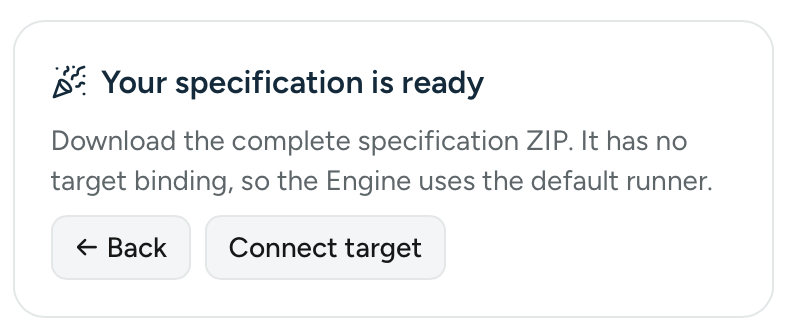 Your specification is ready
Download the complete specification ZIP. It has no
target binding, so the Engine uses the default runner.
← Back
Connect target